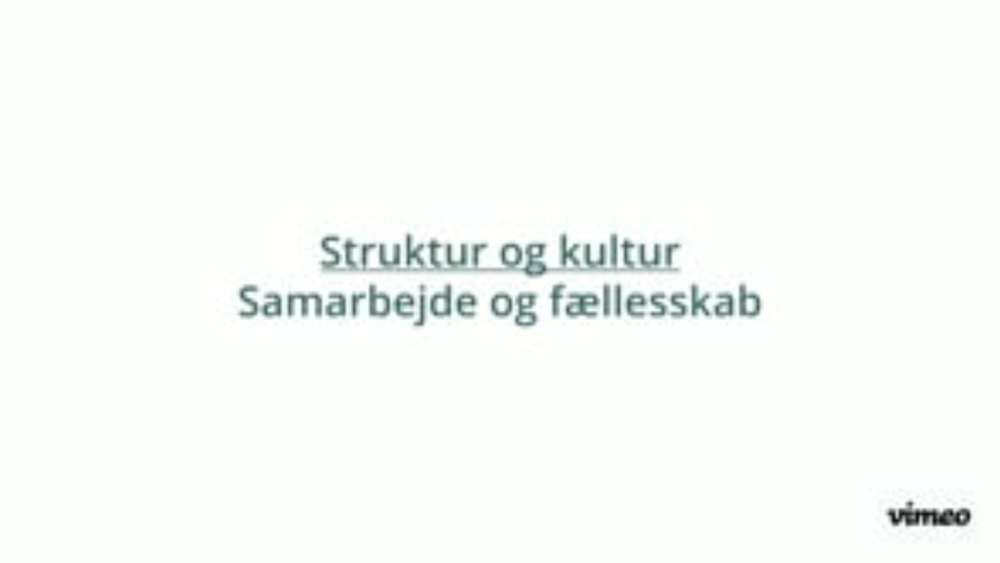 Struktur og kultur
Samarbejde og fællesskab
vimeo